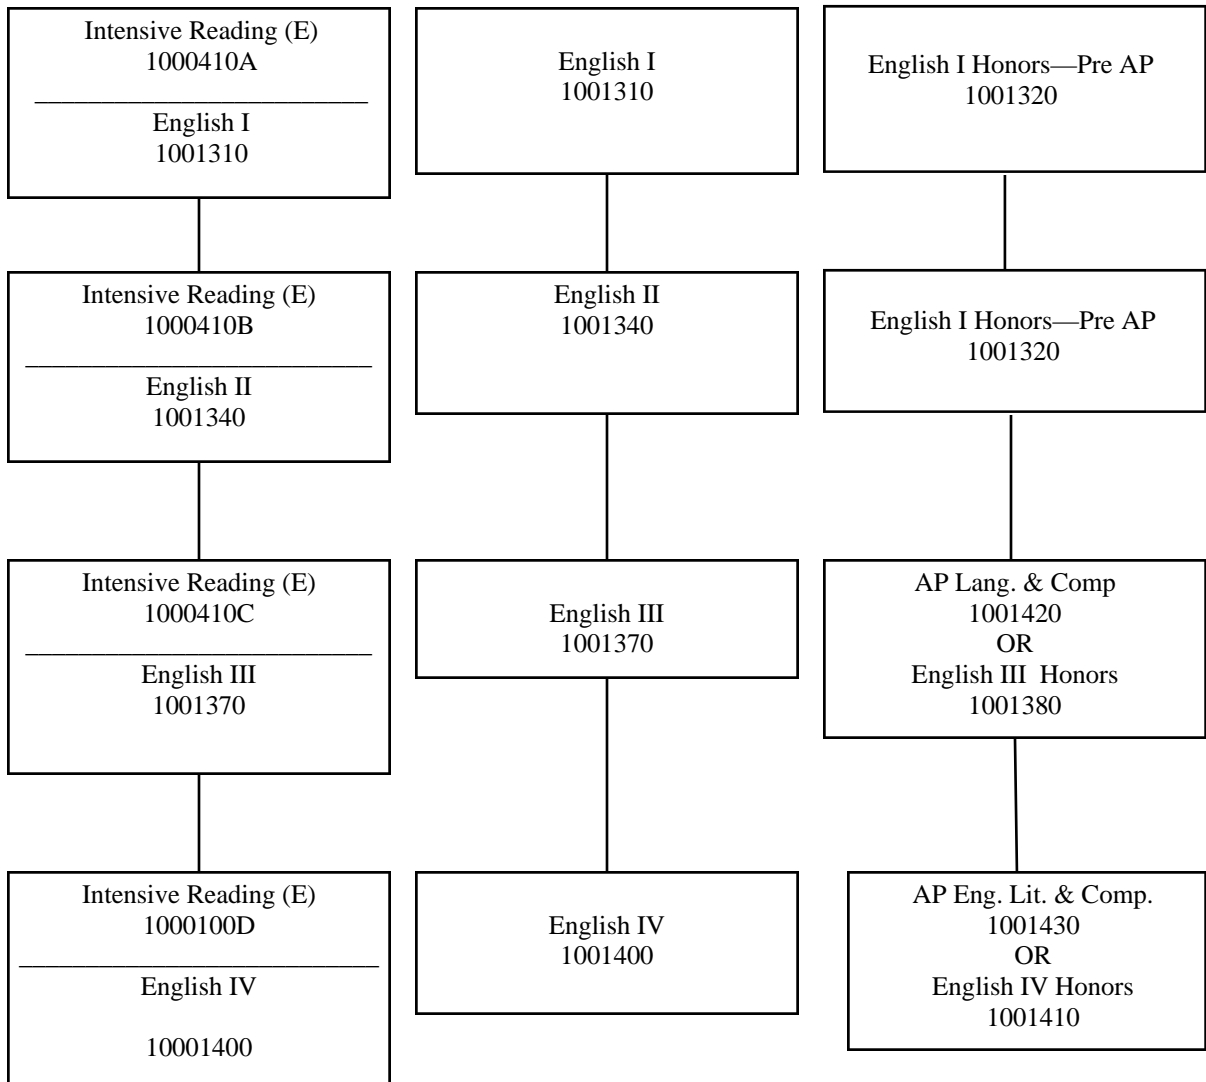 Intensive Reading (E)
1000410A
English I
1001310
English I
1001310
English I Honors—Pre AP
1001320
Intensive Reading (E)
1000410B
English II
1001340
English II
1001340
English I Honors—Pre AP
1001320
Intensive Reading (E)
1000410C
English III
1001370
English III
1001370
AP Lang. & Comp
1001420
OR
English III  Honors
1001380
Intensive Reading (E)
1000100D
English IV
10001400
English IV
1001400
AP Eng. Lit. & Comp.
1001430
OR
English IV Honors
1001410